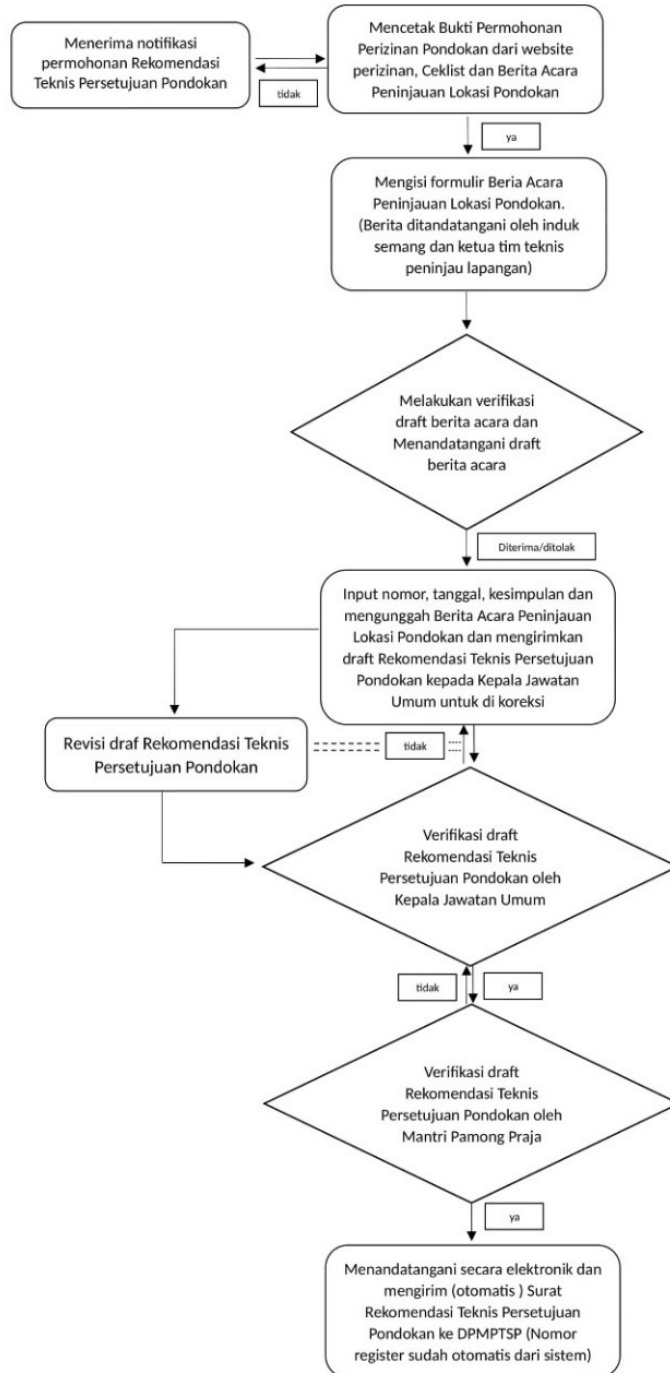 Menerima notifikasi
permohonan Rekomendasi
Teknis Persetujuan Pondokan
tidak
Mencetak Bukti Permohonan
Perizinan Pondokan dari website
perizinan, Ceklist dan Berita Acara
Peninjauan Lokasi Pondokan
ya
Mengisi formulir Beria Acara
Peninjauan Lokasi Pondokan.
(Berita ditandatangani oleh induk
semang dan ketua tim teknis
peninjau lapangan)
Melakukan verifikasi
draft berita acara dan
Menandatangani draft
berita acara
Diterima/ditolak
Input nomor, tanggal, kesimpulan dan
mengunggah Berita Acara Peninjauan
Lokasi Pondokan dan mengirimkan
draft Rekomendasi Teknis Persetujuan
Pondokan kepada Kepala Jawatan
Umum untuk di koreksi
Revisi draf Rekomendasi Teknis
Persetujuan Pondokan
tidak
Verifikasi draft
Rekomendasi Teknis
Persetujuan Pondokan oleh
Kepala Jawatan Umum
tidak
ya
Verifikasi draft
Rekomendasi Teknis
Persetujuan Pondokan oleh
Mantri Pamong Praja
ya
Menandatangani secara elektronik dan
mengirim (otomatis ) Surat
Rekomendasi Teknis Persetujuan
Pondokan ke DPMPTSP (Nomor
register sudah otomatis dari sistem)